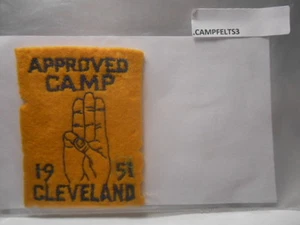 .CAMPFELTS3
APPROVED
CAMP
19 51
CLEVELAND